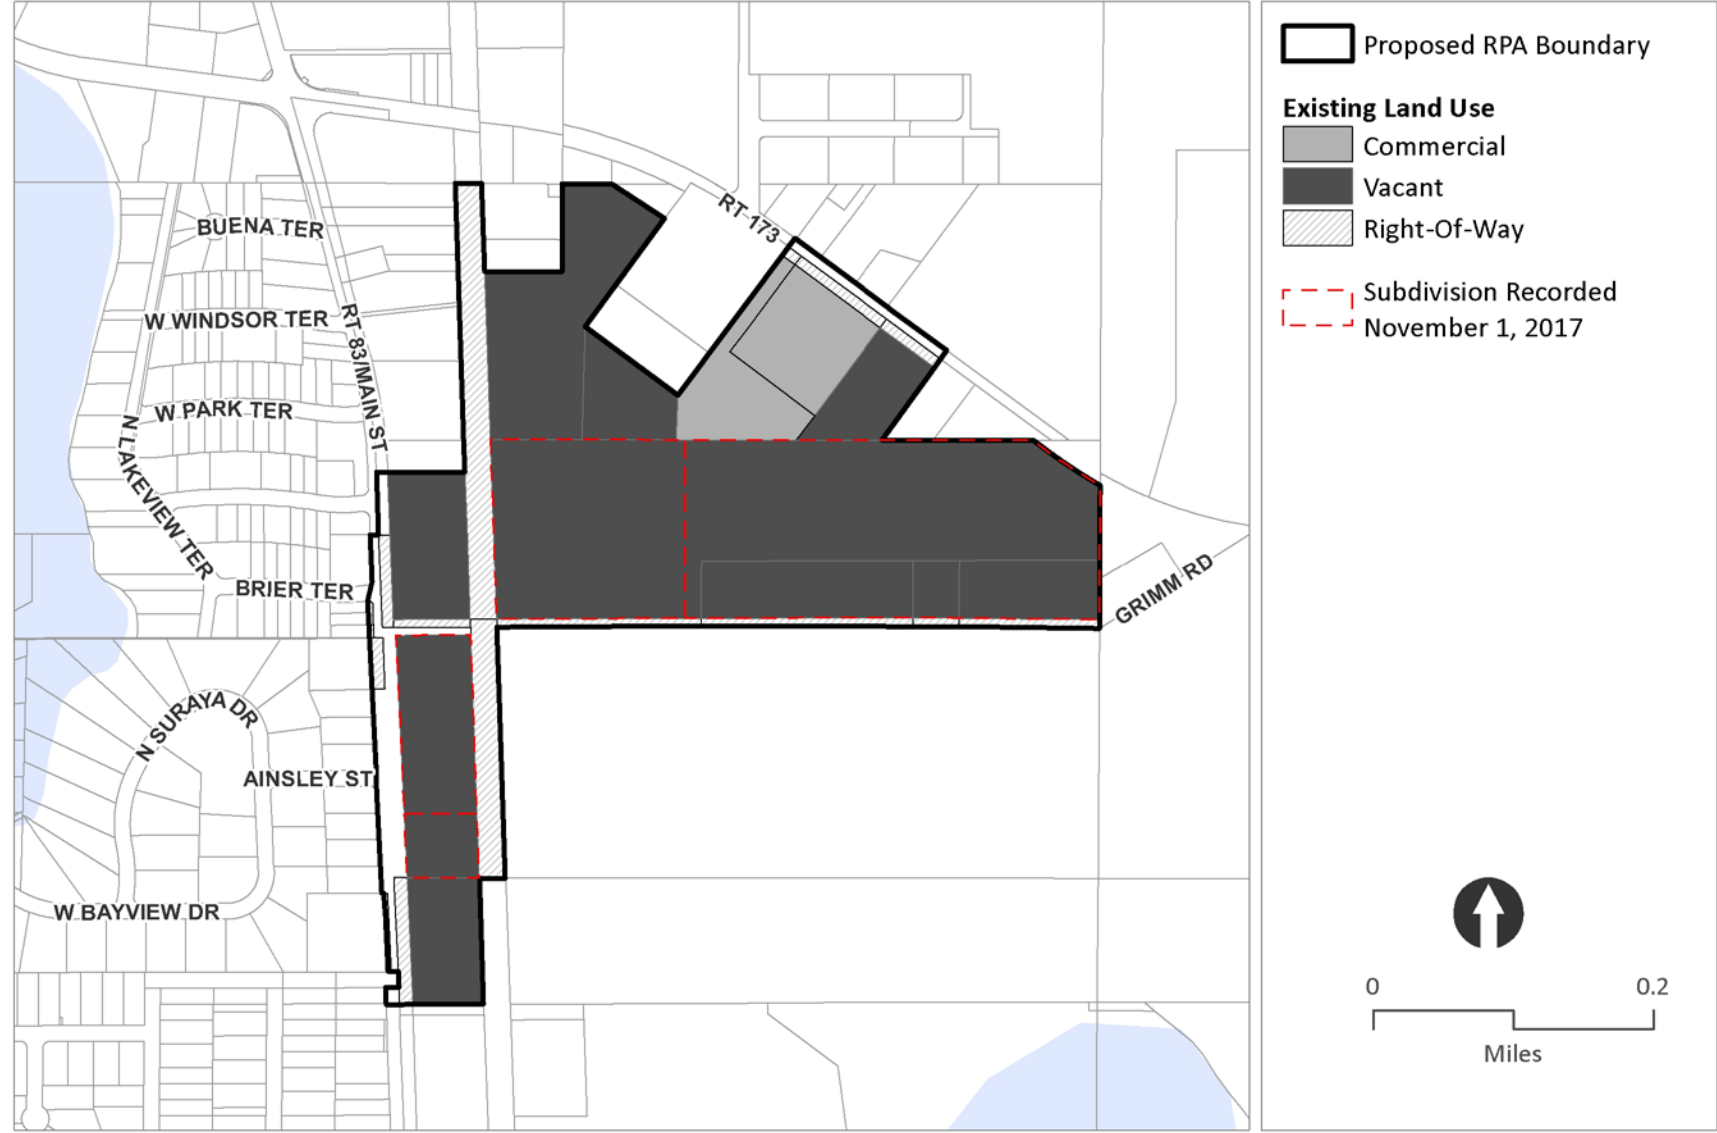 BUENA TER
W WINDSOR TER
W PARK TER
N LAKEVIEW TER
BRIER TER
RT 83/MAIN ST
RT 173
GRIMM RD
N SURAYA DR
AINSLEY ST
W BAYVIEW DR
Proposed RPA Boundary
Existing Land Use
Commercial
Vacant
Right-Of-Way
Subdivision Recorded
November 1, 2017
0 0.2
Miles